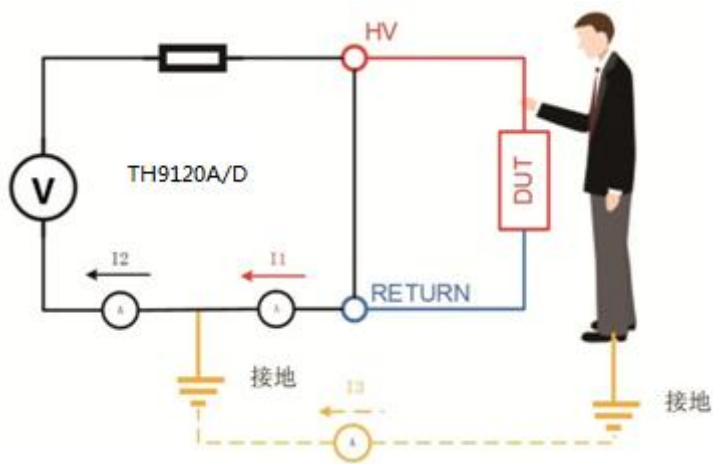 HV
TH9120A/D
V
DUT
I2
I1
A
A
RETURN
接地
I3
A
接地